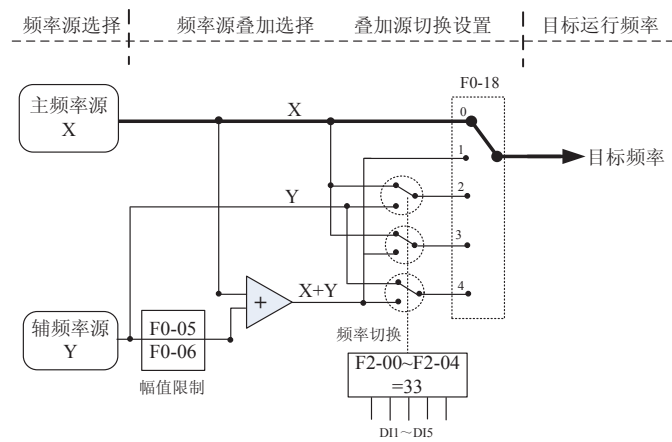 频率源选择
频率源叠加选择
叠加源切换设置
目标运行频率
F0-18
主频率源
X
X
0
1
目标频率
Y
2
3
X+Y
4
+
辅频率源
Y
F0-05
F0-06
幅值限制
频率切换
F2-00~F2-04
=33
DI1~DI5